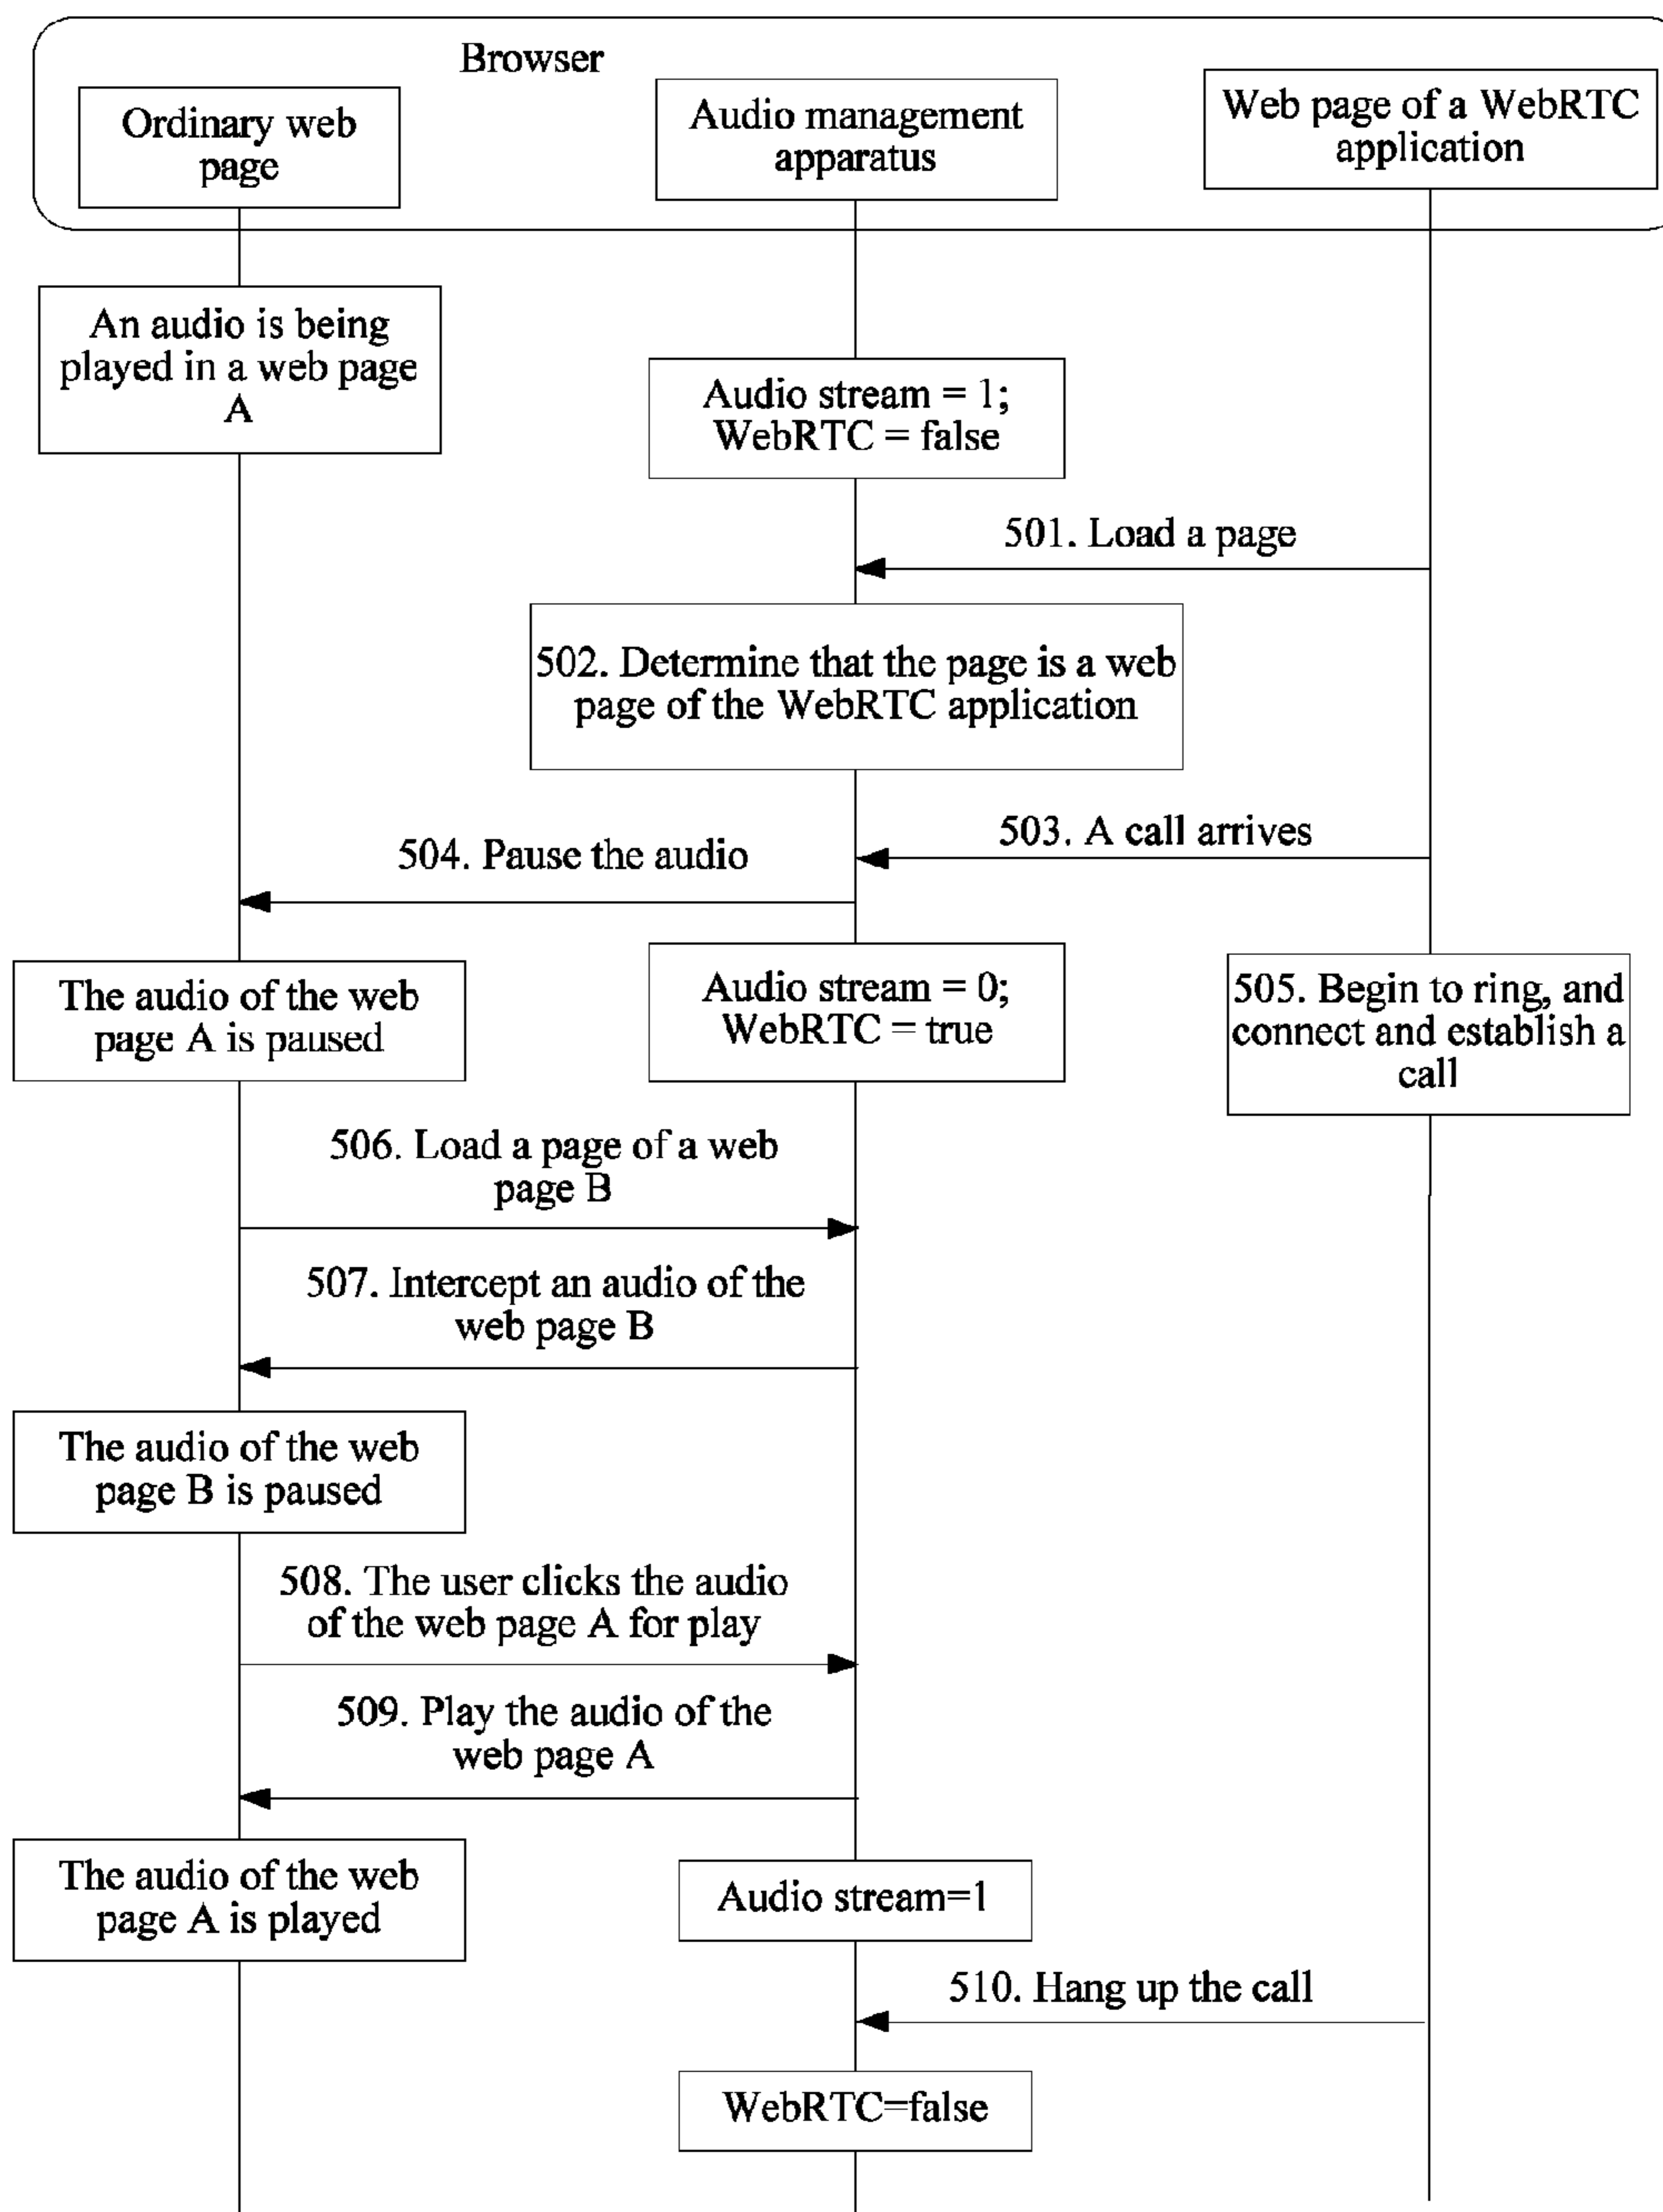 Browser
Ordinary web
page
Audio management
apparatus
Web page of a WebRTC
application
An audio is being
played in a web page
A
Audio stream = 1;
WebRTC = false
501. Load a page
502. Determine that the page is a web
page of the WebRTC application
503. A call arrives
504. Pause the audio
The audio of the web
page A is paused
Audio stream = 0;
WebRTC = true
505. Begin to ring, and
connect and establish a
call
506. Load a page of a web
page B
507. Intercept an audio of the
web page B
The audio of the web
page B is paused
508. The user clicks the audio
of the web page A for play
509. Play the audio of the
web page A
The audio of the web
page A is played
Audio stream=1
510. Hang up the call
WebRTC=false